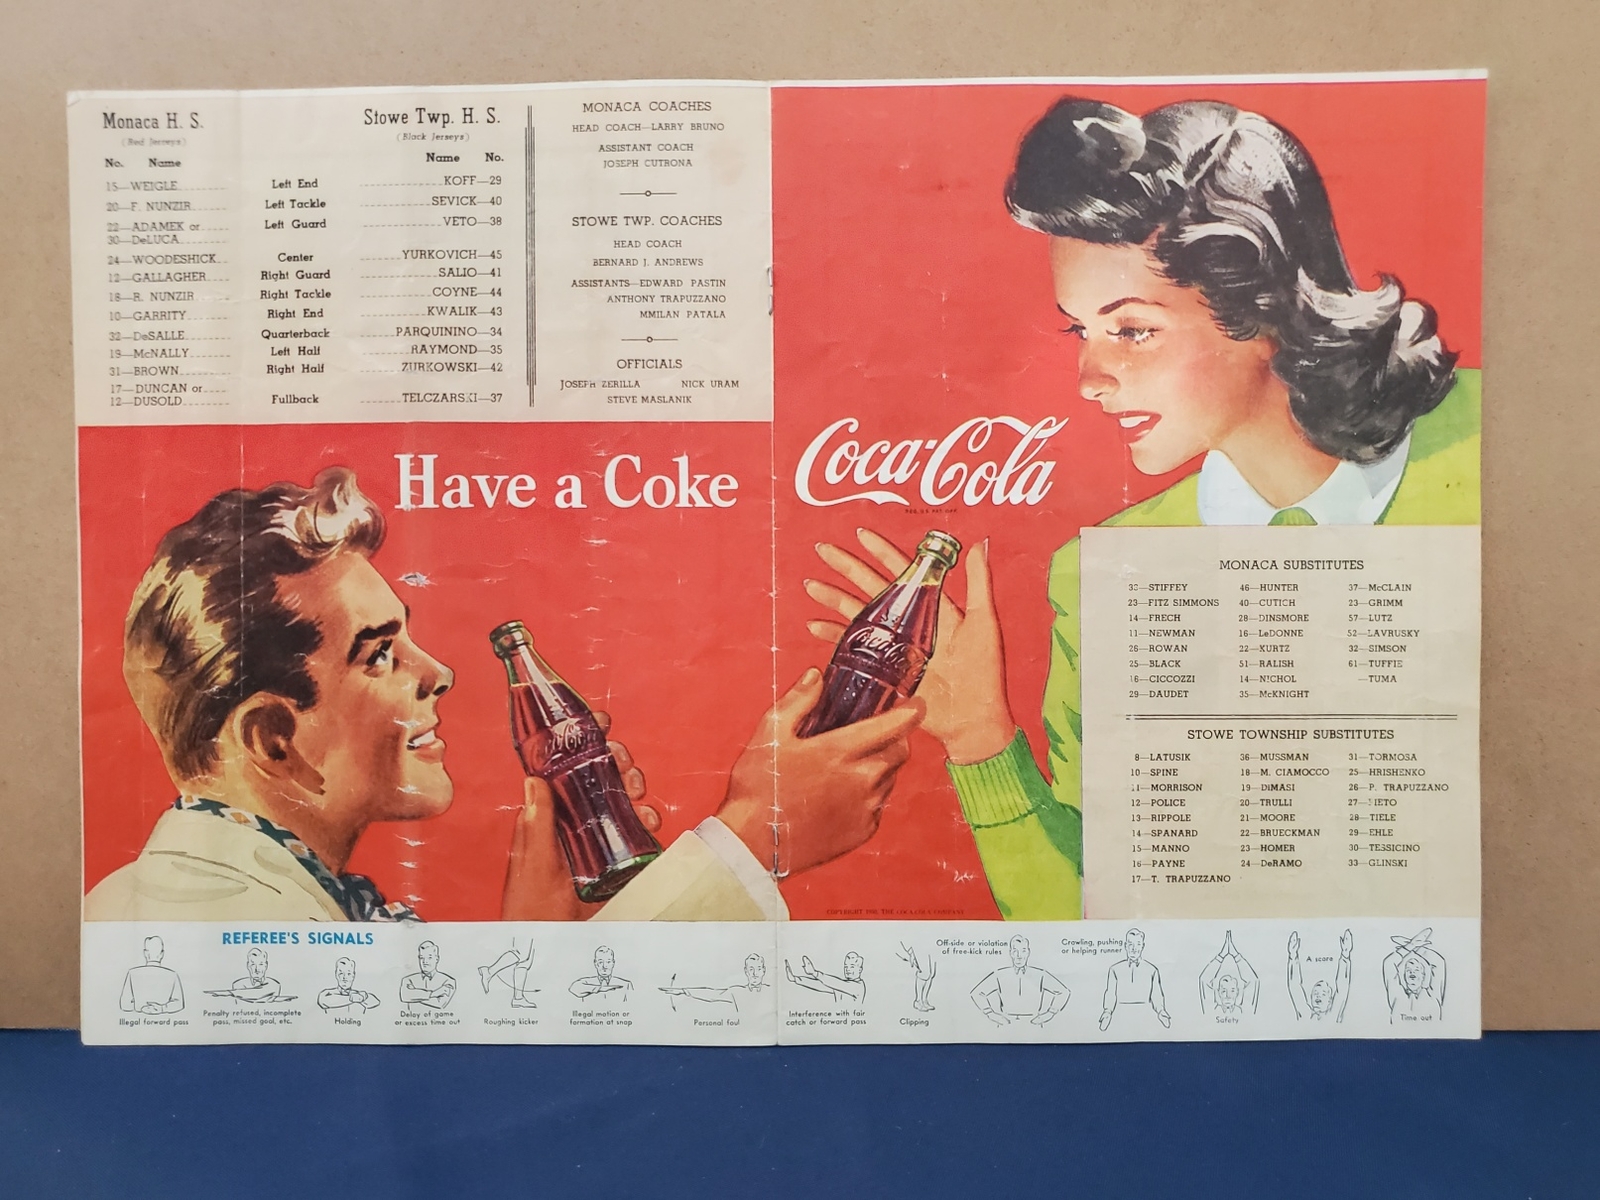 Monaca H. S.
(Red Jerseys)
No. Name
15—WEIGLE
20—F. NUNZIR
22—ADAMEK or
30—DeLUCA
24—WOODESHICK
12—GALLAGHER
18—R. NUNZIR
10—GARRITY
32—DeSALLE
19—McNALLY
31—BROWN
17—DUNCAN or
12—DUSOLD
Left End
Left Tackle
Left Guard
Center
Right Guard
Right Tackle
Right End
Quarterback
Left Half
Right Half
Fullback
Stowe Twp. H. S.
(Black Jerseys)
Name No.
KOFF—29
SEVICK—40
VETO—38
YURKOVICH—45
SALIO—41
COYNE—44
KWALIK—43
PARQUININO—34
RAYMOND—35
ZURKOWSKI—42
TELCZARSKI—37
MONACA COACHES
HEAD COACH—LARRY BRUNO
ASSISTANT COACH
JOSEPH CUTRONA
STOWE TWP. COACHES
HEAD COACH
BERNARD J. ANDREWS
ASSISTANTS—EDWARD PASTIN
ANTHONY TRAPUZZANO
MMILAN PATALA
OFFICIALS
JOSEPH ZERILLA NICK URAM
STEVE MASLANIK
Have a Coke
Coca-Cola
REG. U.S. PAT. OFF.
Coca-Cola
Coca-Cola
MONACA SUBSTITUTES
STIFFEY
23—FITZ SIMMONS
14—FRECH
11—NEWMAN
26—ROWAN
25—BLACK
16—CICCOZZI
29—DAUDET
46—HUNTER
40—CUTICH
28—DINSMORE
16—LeDONNE
22—KURTZ
51—RALISH
14—NICHOL
35—McKNIGHT
37—McCLAIN
23—GRIMM
57—LUTZ
52—LAVRUSKY
32—SIMSON
61—TUFFIE
—TUMA
STOWE TOWNSHIP SUBSTITUTES
8—LATUSIK
10—SPINE
11—MORRISON
12—POLICE
13—RIPPOLE
14—SPANARD
15—MANNO
16—PAYNE
17—T. TRAPUZZANO
36—MUSSMAN
18—M. CIAMOCCO
19—DiMASI
20—TRULLI
21—MOORE
22—BRUECKMAN
23—HOMER
24—DeRAMO
31—TORMOSA
25—HRISHENKO
26—P. TRAPUZZANO
27—
28—TIELE
29—EHLE
30—TESSICINO
33—GLINSKI
THE COCA-COLA COMPANY
REFEREE'S SIGNALS
Illegal forward pass
Penalty refused, incomplete
pass, missed goal, etc.
Holding
Delay of game
or excess time out
Roughing kicker
Illegal motion or
formation at snap
Personal foul
Interference with fair
catch or forward pass
Clipping
Off-side or violation
of free-kick rules
Crawling, pushing
or helping runner
Safety
A score
Time out